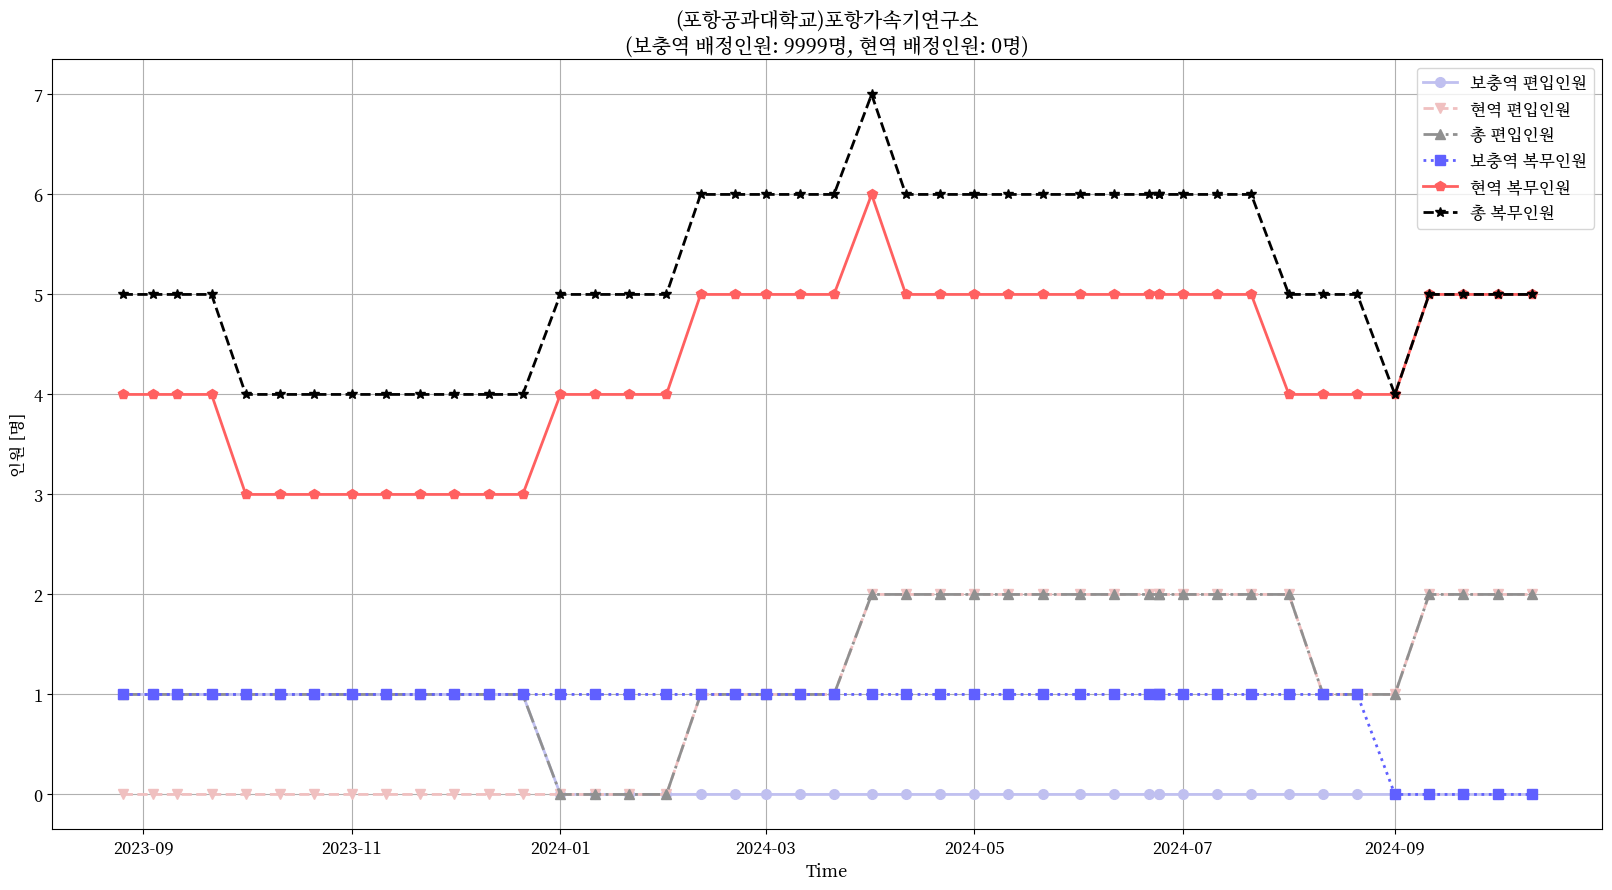 (포항공과대학교)포항가속기연구소
(보충역 배정인원: 9999명, 현역 배정인원: 0명)
보충역 편입인원
현역 편입인원
총 편입인원
보충역 복무인원
현역 복무인원
총 복무인원
7
6
5
4
3
2
1
0
인원 [명]
2023-09
2023-11
2024-01
2024-03
2024-05
2024-07
2024-09
Time